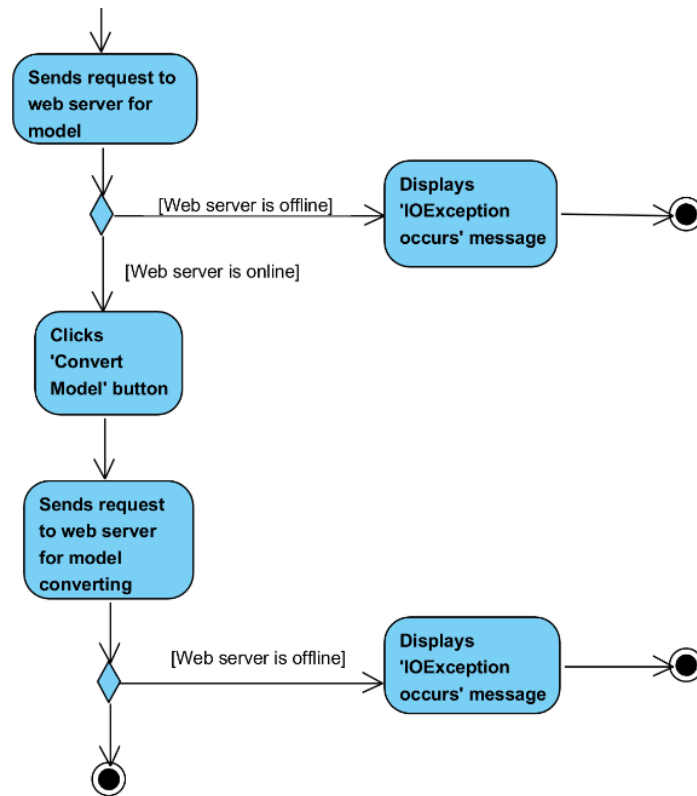 Sends request to
web server for
model
[Web server is offline]
Displays
'IOException
occurs' message
[Web server is online]
Clicks
'Convert
Model' button
Sends request
to web server
for model
converting
[Web server is offline]
Displays
'IOException
occurs' message